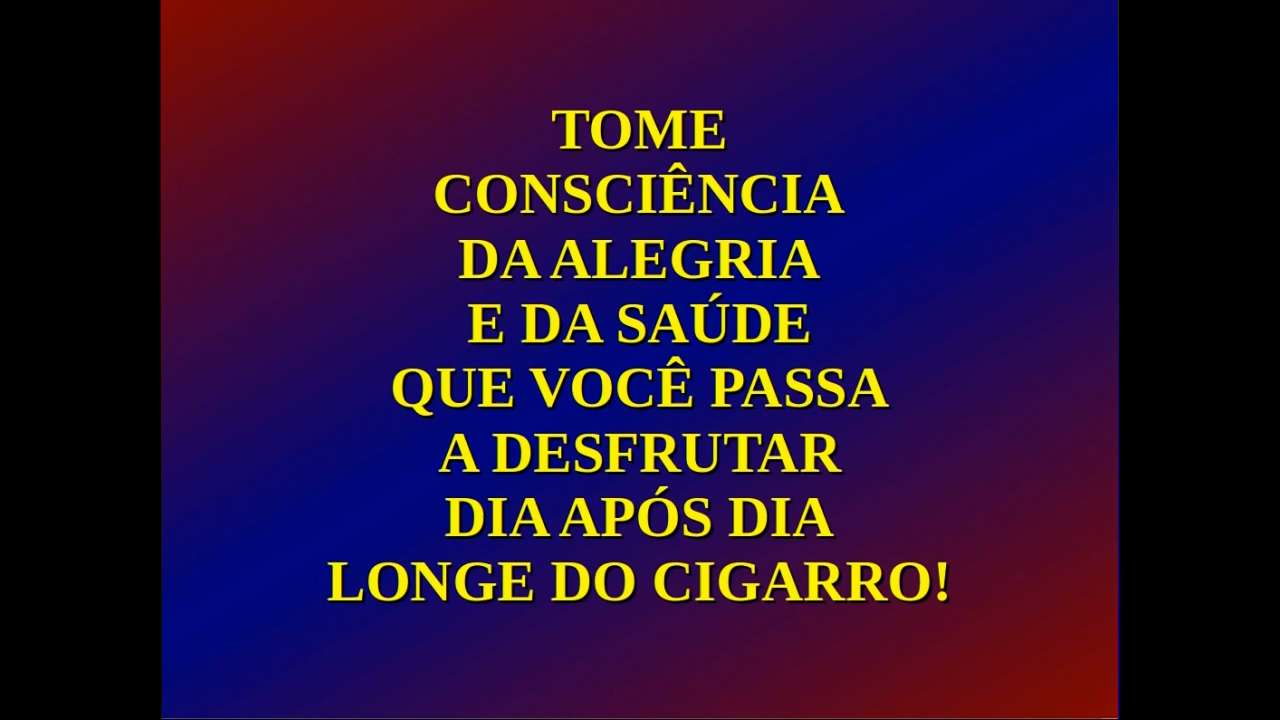 TOME
CONSCIÊNCIA
DA ALEGRIA
E DA SAÚDE
QUE VOCÊ PASSA
A DESFRUTAR
DIA APÓS DIA
LONGE DO CIGARRO!